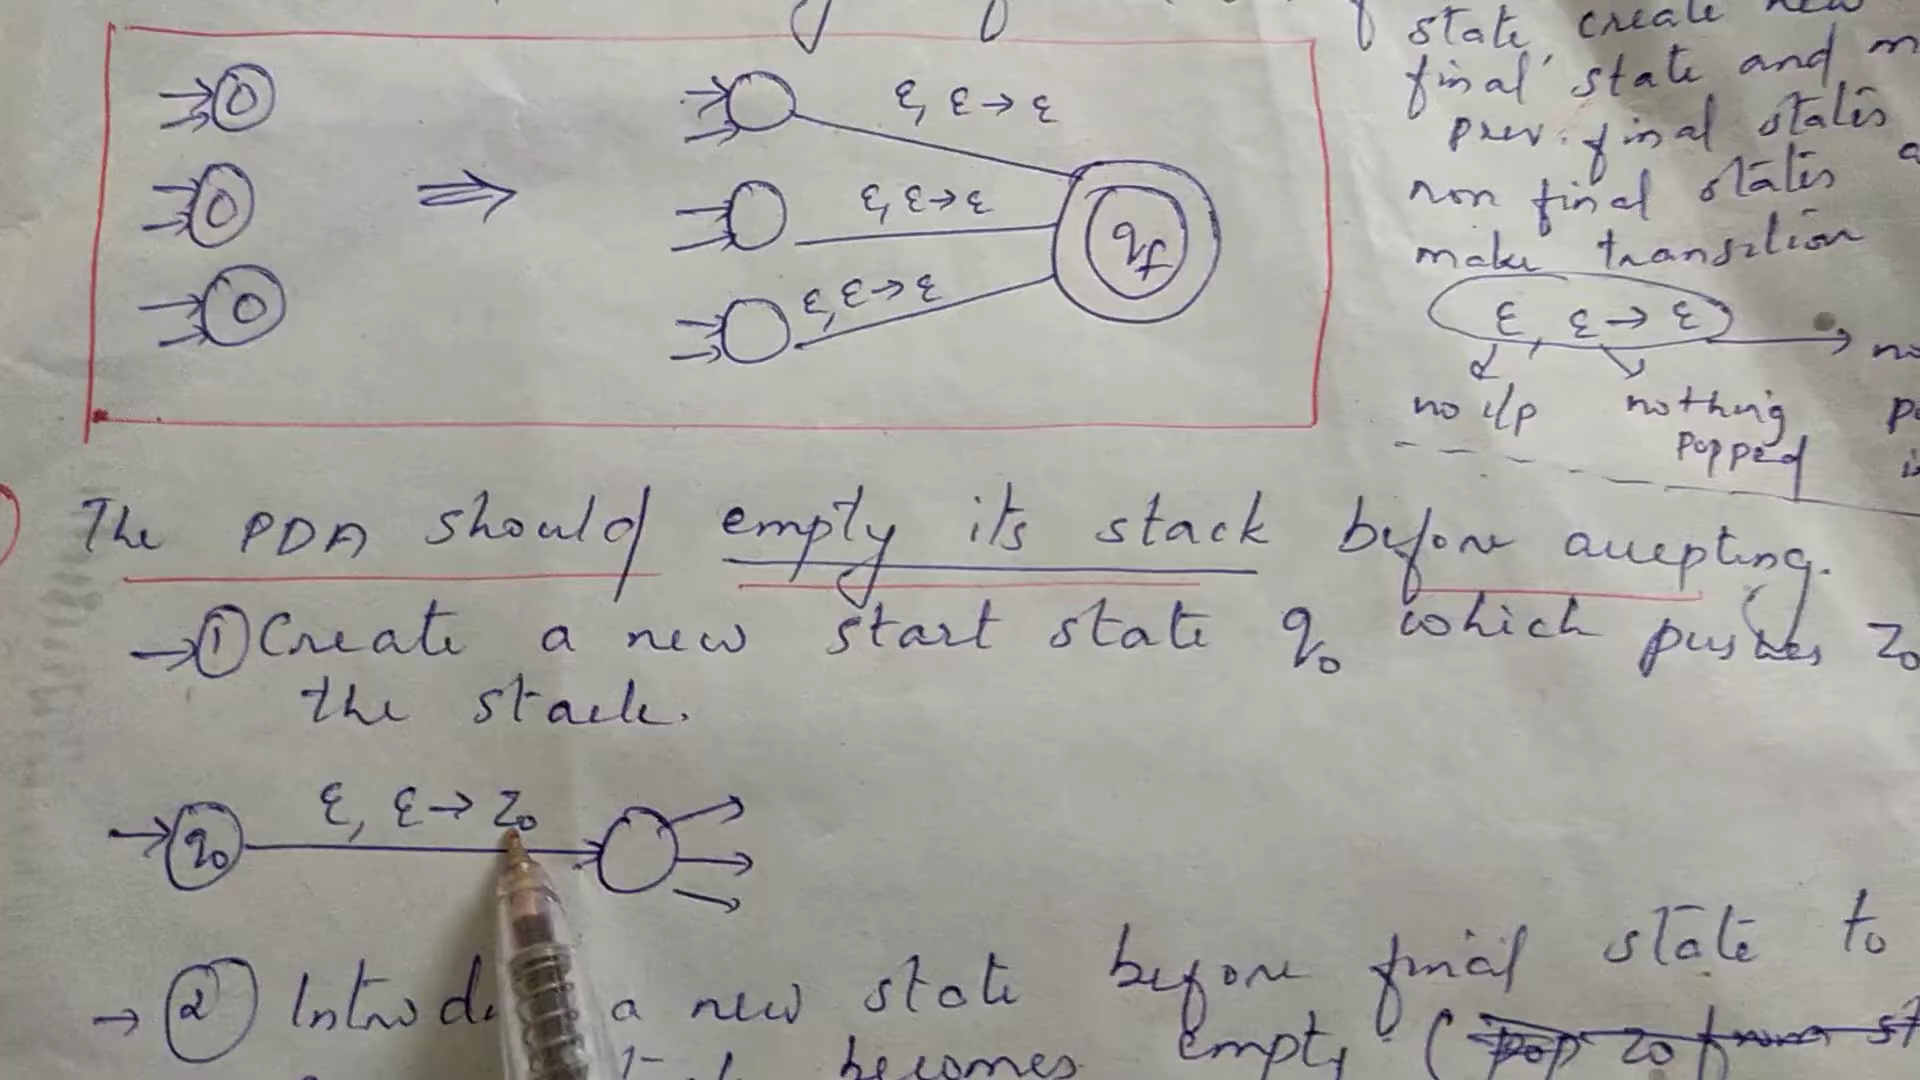 state, create new
final state and
ε, ε → ε
prev. final states
non final states
ε, ε → ε
qf
make transition
ε, ε → ε
ε, ε → ε
no i/p nothing
popped
The PDA should empty its stack before accepting.
→ ① Create a new start state q₀ which pushes z₀
the stack.
ε, ε → z₀
q₀
→ ② a new state before final state to
becomes empty (pop z₀ from st